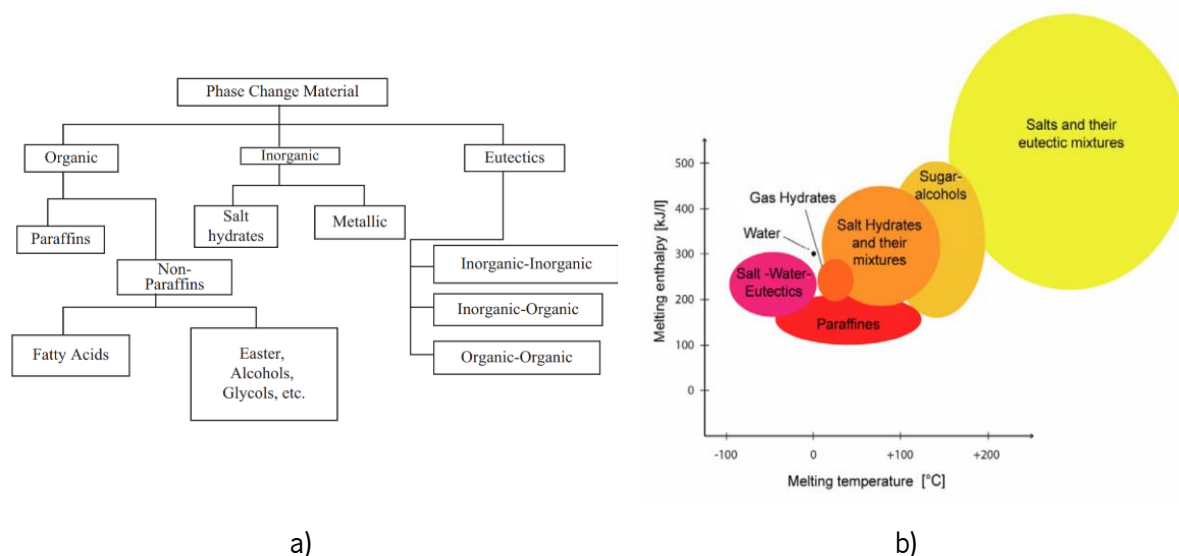 Phase Change Material
Organic
Inorganic
Eutectics
Paraffins
Non-
Paraffins
Salt
hydrates
Metallic
Fatty Acids
Easter,
Alcohols,
Glycols, etc.
Inorganic-Inorganic
Inorganic-Organic
Organic-Organic
a)
Melting enthalpy [kJ/l]
500
400
300
200
100
0
-100
0
+100
+200
Melting temperature [°C]
Salts and their
eutectic mixtures
Sugar-
alcohols
Gas Hydrates
Water
Salt Hydrates
and their
mixtures
Salt -Water-
Eutectics
Paraffines
b)